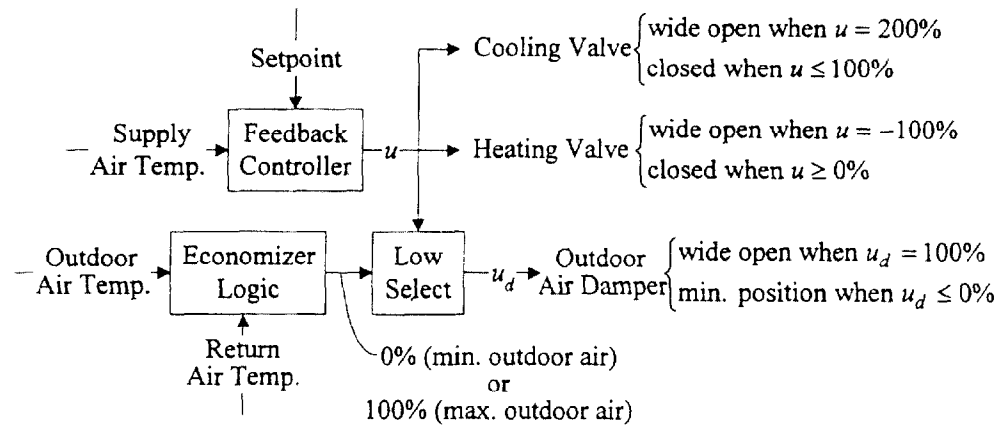 Setpoint
Supply
Air Temp.
Feedback
Controller
u
Cooling Valve
wide open when u = 200%
closed when u ≤ 100%
Heating Valve
wide open when u = −100%
closed when u ≥ 0%
Outdoor
Air Temp.
Economizer
Logic
Low
Select
u_d
Outdoor
Air Damper
wide open when u_d = 100%
min. position when u_d ≤ 0%
Return
Air Temp.
0% (min. outdoor air)
or
100% (max. outdoor air)